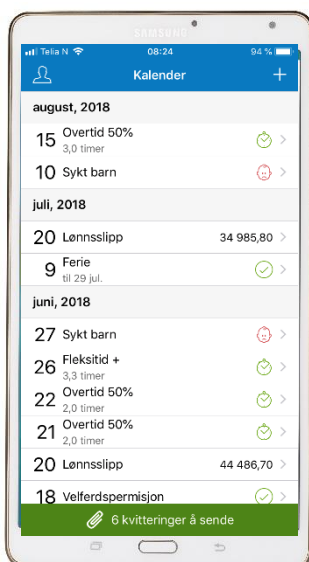 SAMSUNG
Telia N 08:24 94 %
Kalender
august, 2018
15 Overtid 50%
3,0 timer
10 Sykt barn
juli, 2018
20 Lønnsslipp 34 985,80
9 Ferie
til 29 jul.
juni, 2018
27 Sykt barn
26 Fleksitid +
3,3 timer
22 Overtid 50%
2,0 timer
21 Overtid 50%
2,0 timer
20 Lønnsslipp 44 486,70
18 Velferdspermisjon
6 kvitteringer å sende